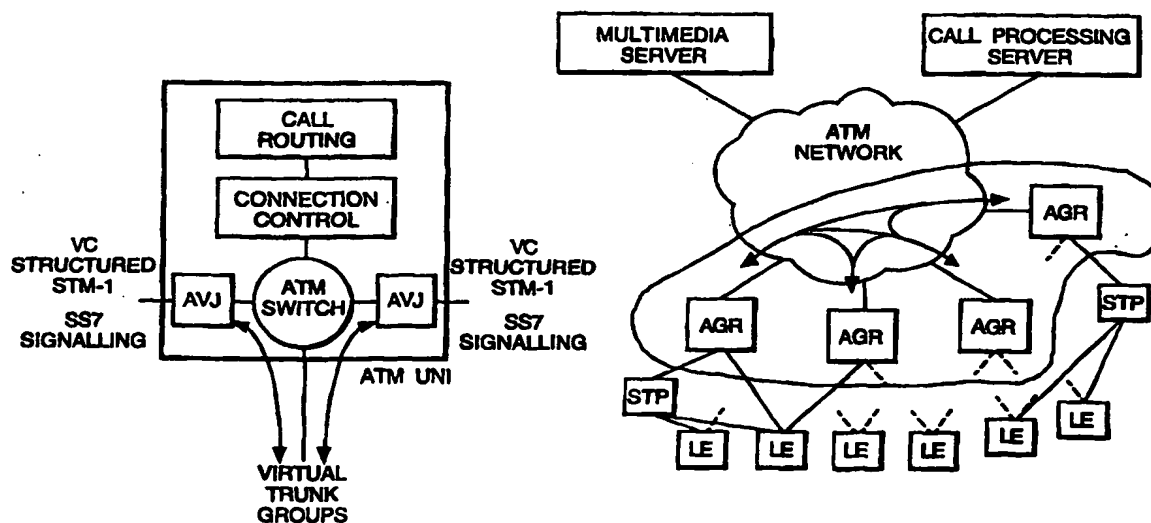 CALL
ROUTING
CONNECTION
CONTROL
VC
STRUCTURED
STM-1
SS7
SIGNALLING
AVJ
ATM
SWITCH
AVJ
VC
STRUCTURED
STM-1
SS7
SIGNALLING
ATM UNI
VIRTUAL
TRUNK
GROUPS
MULTIMEDIA
SERVER
CALL PROCESSING
SERVER
ATM
NETWORK
AGR
AGR
AGR
AGR
STP
STP
LE
LE
LE
LE
LE
LE